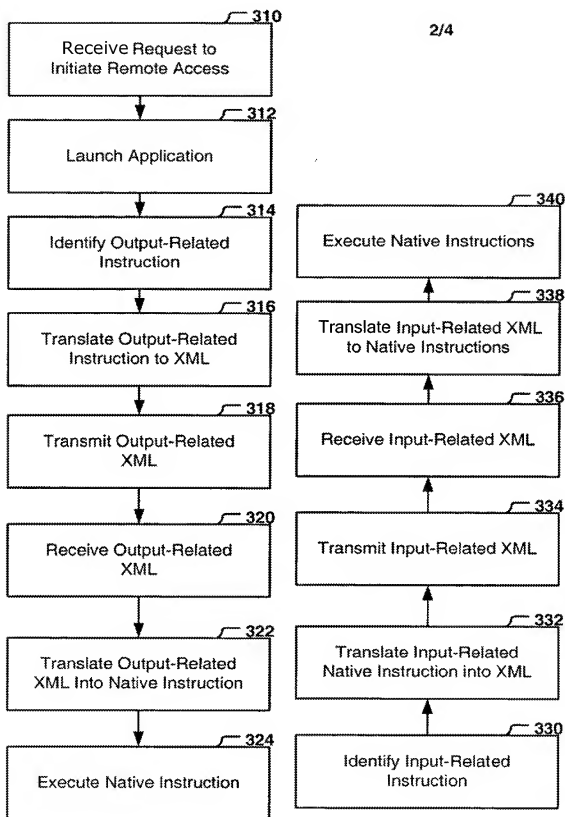 2/4
310
Receive Request to
Initiate Remote Access
312
Launch Application
314
Identify Output-Related
Instruction
316
Translate Output-Related
Instruction to XML
318
Transmit Output-Related
XML
320
Receive Output-Related
XML
322
Translate Output-Related
XML Into Native Instruction
324
Execute Native Instruction
340
Execute Native Instructions
338
Translate Input-Related XML
to Native Instructions
336
Receive Input-Related XML
334
Transmit Input-Related XML
332
Translate Input-Related
Native Instruction into XML
330
Identify Input-Related
Instruction